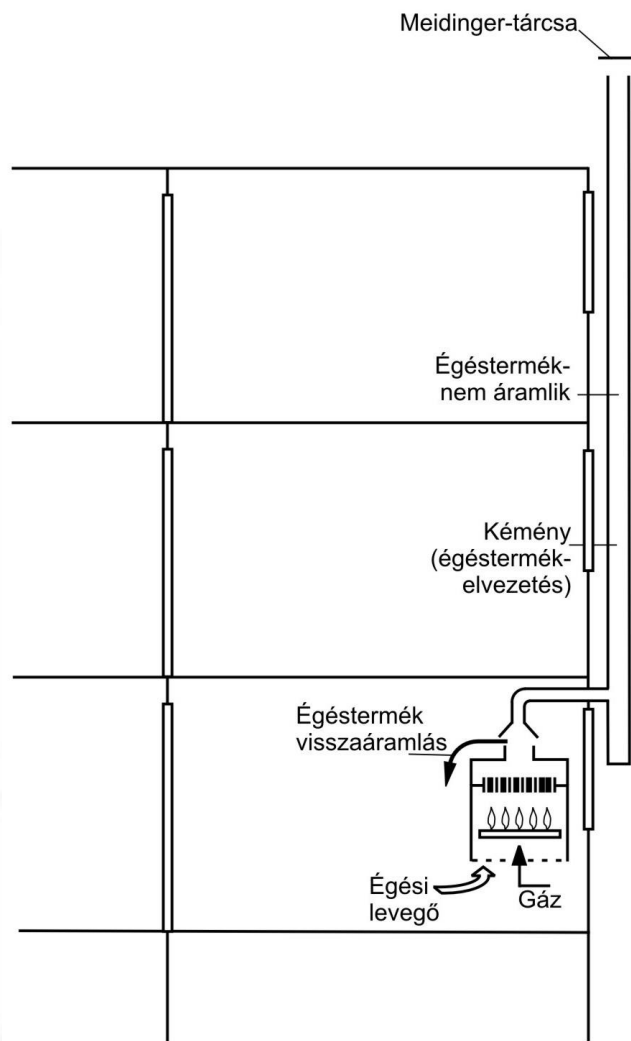 Meidinger-tárcsa
Égéstermék-
nem áramlik
Kémény
(égéstermék-
elvezetés)
Égéstermék
visszaáramlás
Égési
levegő
Gáz